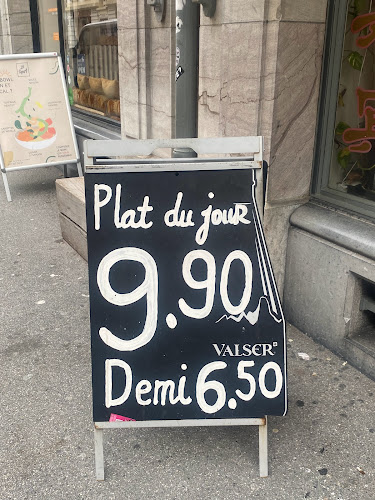 Plat du jour
9.90
VALSER
Demi 6.50